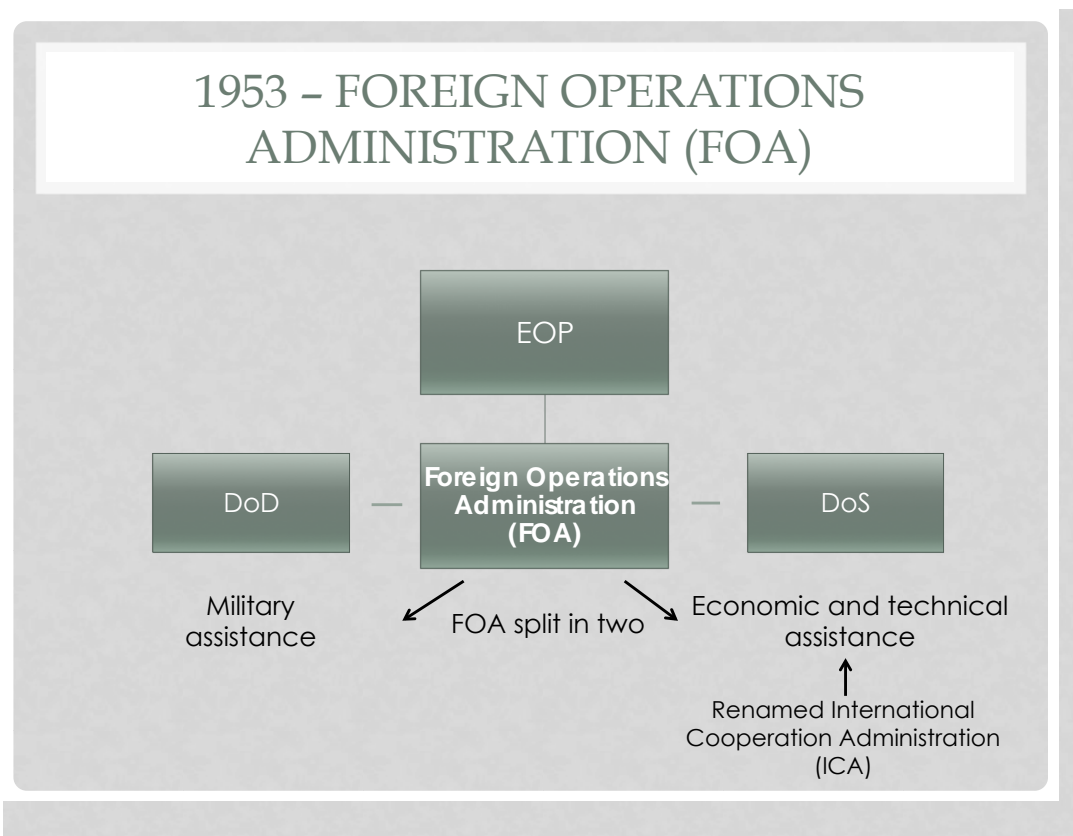 1953 – FOREIGN OPERATIONS
ADMINISTRATION (FOA)
EOP
DoD
Foreign Operations
Administration
(FOA)
DoS
Military
assistance
FOA split in two
Economic and technical
assistance
Renamed International
Cooperation Administration
(ICA)